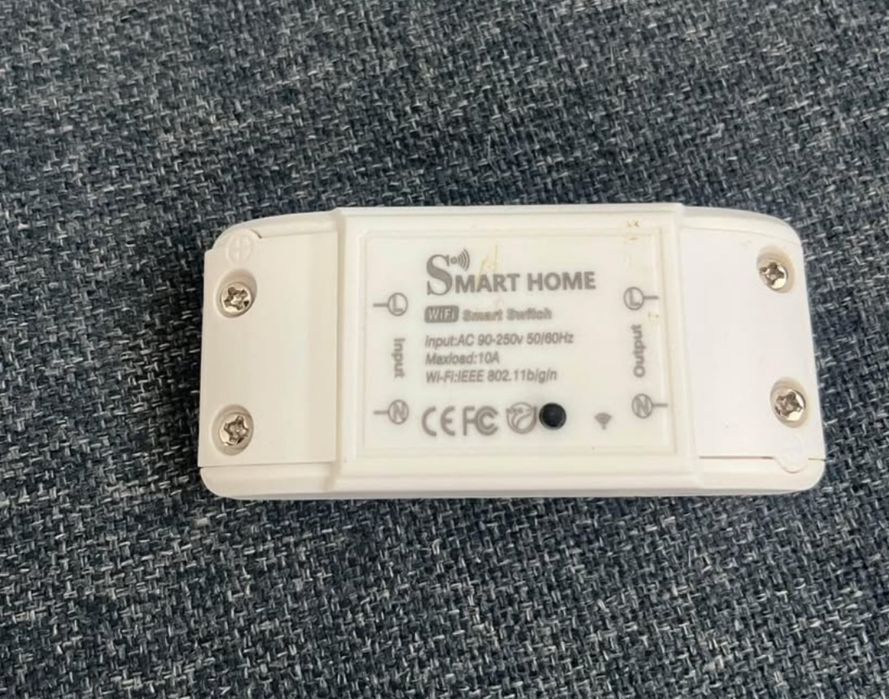 SMART HOME
WiFi Smart Switch
Input:AC 90-250v 50/60Hz
Maxload:10A
Wi-Fi:IEEE 802.11b/g/n
CE FC
L
Input
N
L
Output
N